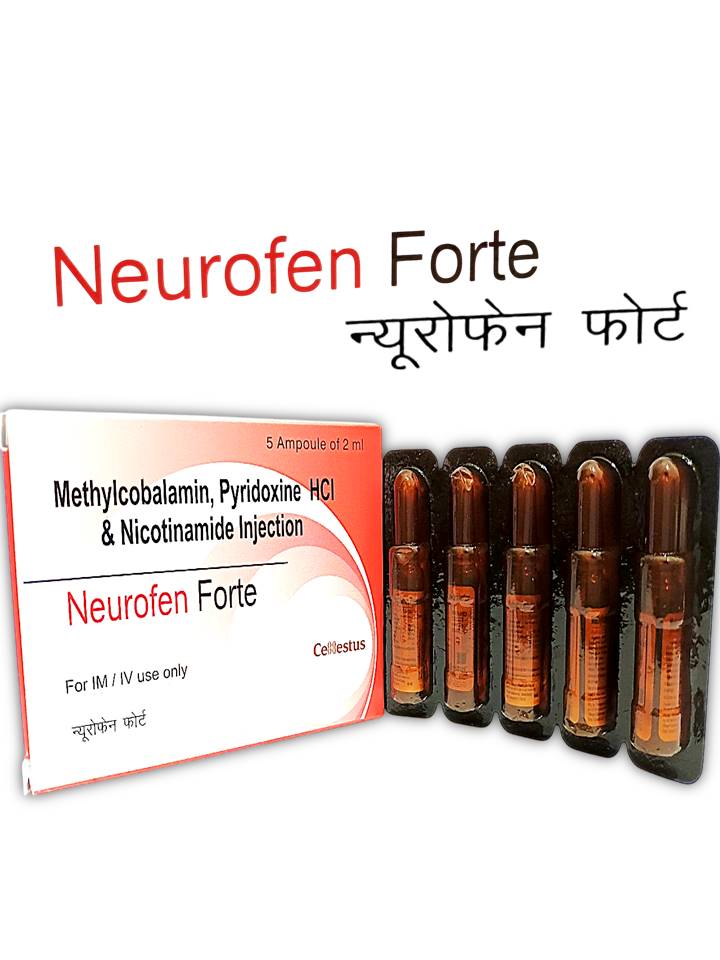 Neurofen Forte
न्यूरोफेन फोर्ट
5 Ampoule of 2 ml
Methylcobalamin, Pyridoxine HCl
& Nicotinamide Injection
Neurofen Forte
Cellestus
For IM / IV use only
न्यूरोफेन फोर्ट